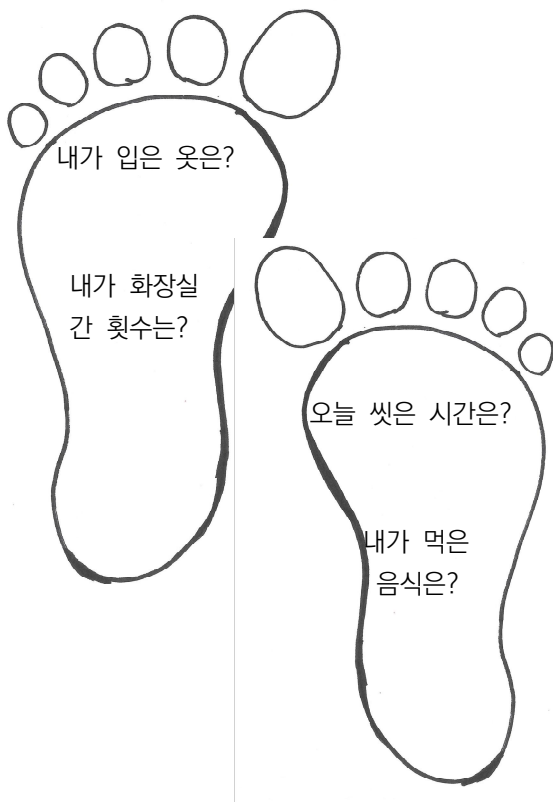 내가 입은 옷은?
내가 화장실
간 횟수는?
오늘 씻은 시간은?
내가 먹은
음식은?